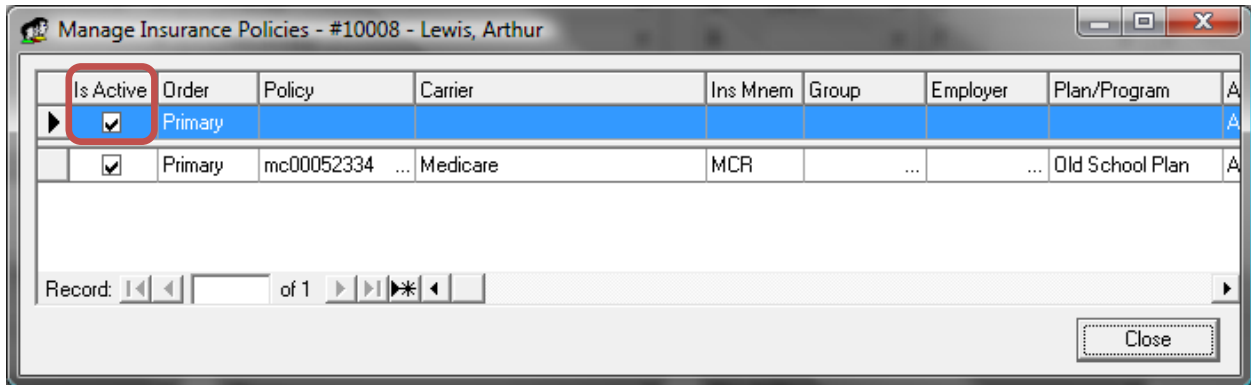 Manage Insurance Policies - #10008 - Lewis, Arthur
Is Active Order Policy Carrier Ins Mnem Group Employer Plan/Program A
Primary A
Primary mc00052334 ... Medicare MCR ... ... Old School Plan A
Record: of 1
Close